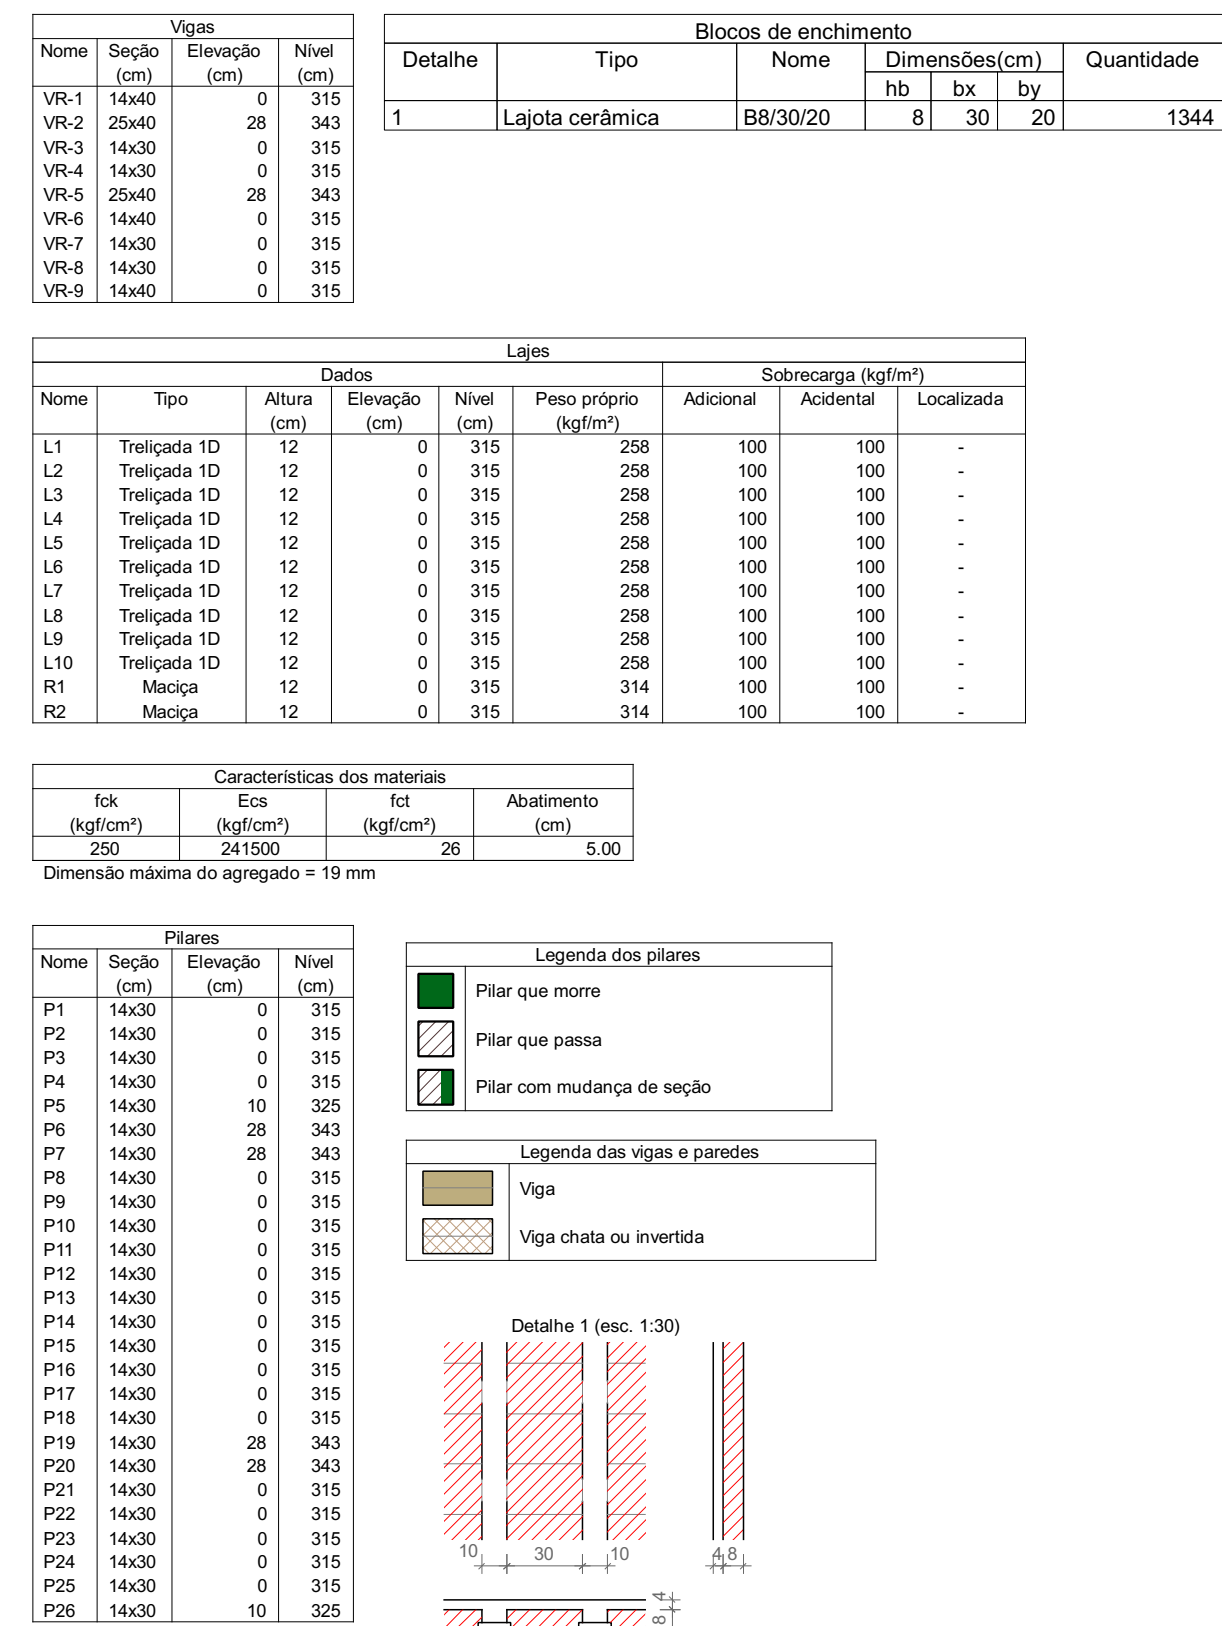 Vigas
Nome Seção Elevação Nível
(cm) (cm) (cm)
VR-1 14x40 0 315
VR-2 25x40 28 343
VR-3 14x30 0 315
VR-4 14x30 0 315
VR-5 25x40 28 343
VR-6 14x40 0 315
VR-7 14x30 0 315
VR-8 14x30 0 315
VR-9 14x40 0 315
Blocos de enchimento
Detalhe Tipo Nome Dimensões(cm) Quantidade
hb bx by
1 Lajota cerâmica B8/30/20 8 30 20 1344
Lajes
Dados Sobrecarga (kgf/m²)
Nome Tipo Altura Elevação Nível Peso próprio Adicional Acidental Localizada
(cm) (cm) (cm) (kgf/m²)
L1 Treliçada 1D 12 0 315 258 100 100 -
L2 Treliçada 1D 12 0 315 258 100 100 -
L3 Treliçada 1D 12 0 315 258 100 100 -
L4 Treliçada 1D 12 0 315 258 100 100 -
L5 Treliçada 1D 12 0 315 258 100 100 -
L6 Treliçada 1D 12 0 315 258 100 100 -
L7 Treliçada 1D 12 0 315 258 100 100 -
L8 Treliçada 1D 12 0 315 258 100 100 -
L9 Treliçada 1D 12 0 315 258 100 100 -
L10 Treliçada 1D 12 0 315 258 100 100 -
R1 Maciça 12 0 315 314 100 100 -
R2 Maciça 12 0 315 314 100 100 -
Características dos materiais
fck Ecs fct Abatimento
(kgf/cm²) (kgf/cm²) (kgf/cm²) (cm)
250 241500 26 5.00
Dimensão máxima do agregado = 19 mm
Pilares
Nome Seção Elevação Nível
(cm) (cm) (cm)
P1 14x30 0 315
P2 14x30 0 315
P3 14x30 0 315
P4 14x30 0 315
P5 14x30 10 325
P6 14x30 28 343
P7 14x30 28 343
P8 14x30 0 315
P9 14x30 0 315
P10 14x30 0 315
P11 14x30 0 315
P12 14x30 0 315
P13 14x30 0 315
P14 14x30 0 315
P15 14x30 0 315
P16 14x30 0 315
P17 14x30 0 315
P18 14x30 0 315
P19 14x30 28 343
P20 14x30 28 343
P21 14x30 0 315
P22 14x30 0 315
P23 14x30 0 315
P24 14x30 0 315
P25 14x30 0 315
P26 14x30 10 325
Legenda dos pilares
Pilar que morre
Pilar que passa
Pilar com mudança de seção
Legenda das vigas e paredes
Viga
Viga chata ou invertida
Detalhe 1 (esc. 1:30)
10 30 10 4 8
4
8